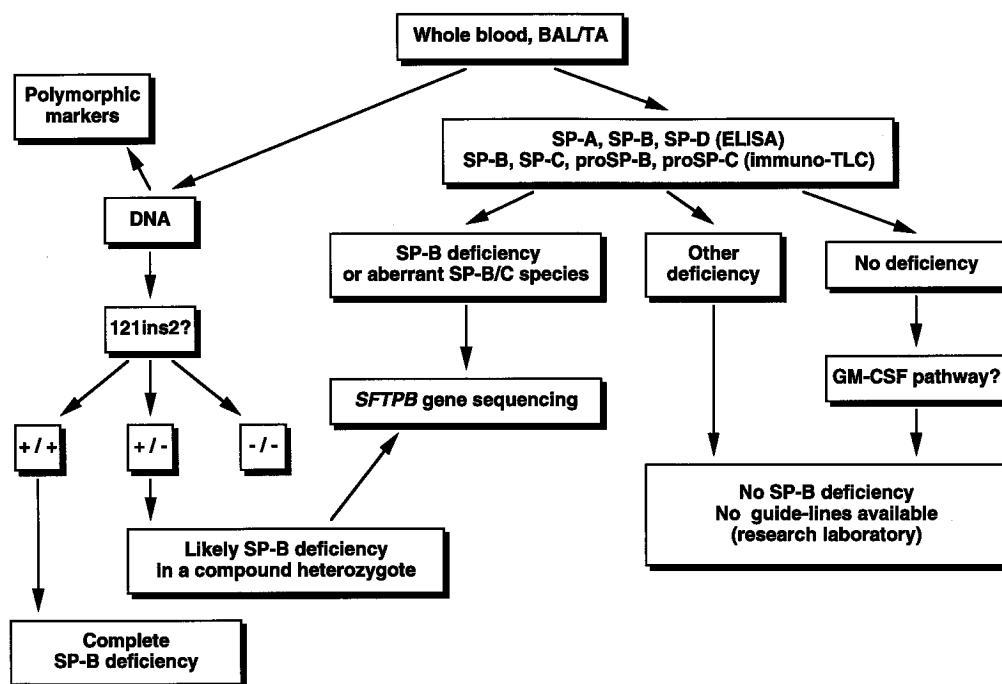 Whole blood, BAL/TA
Polymorphic
markers
SP-A, SP-B, SP-D (ELISA)
SP-B, SP-C, proSP-B, proSP-C (immuno-TLC)
DNA
SP-B deficiency
or aberrant SP-B/C species
Other
deficiency
No deficiency
121ins2?
GM-CSF pathway?
SFTPB gene sequencing
+ / +
+ / -
- / -
No SP-B deficiency
No guide-lines available
(research laboratory)
Likely SP-B deficiency
in a compound heterozygote
Complete
SP-B deficiency